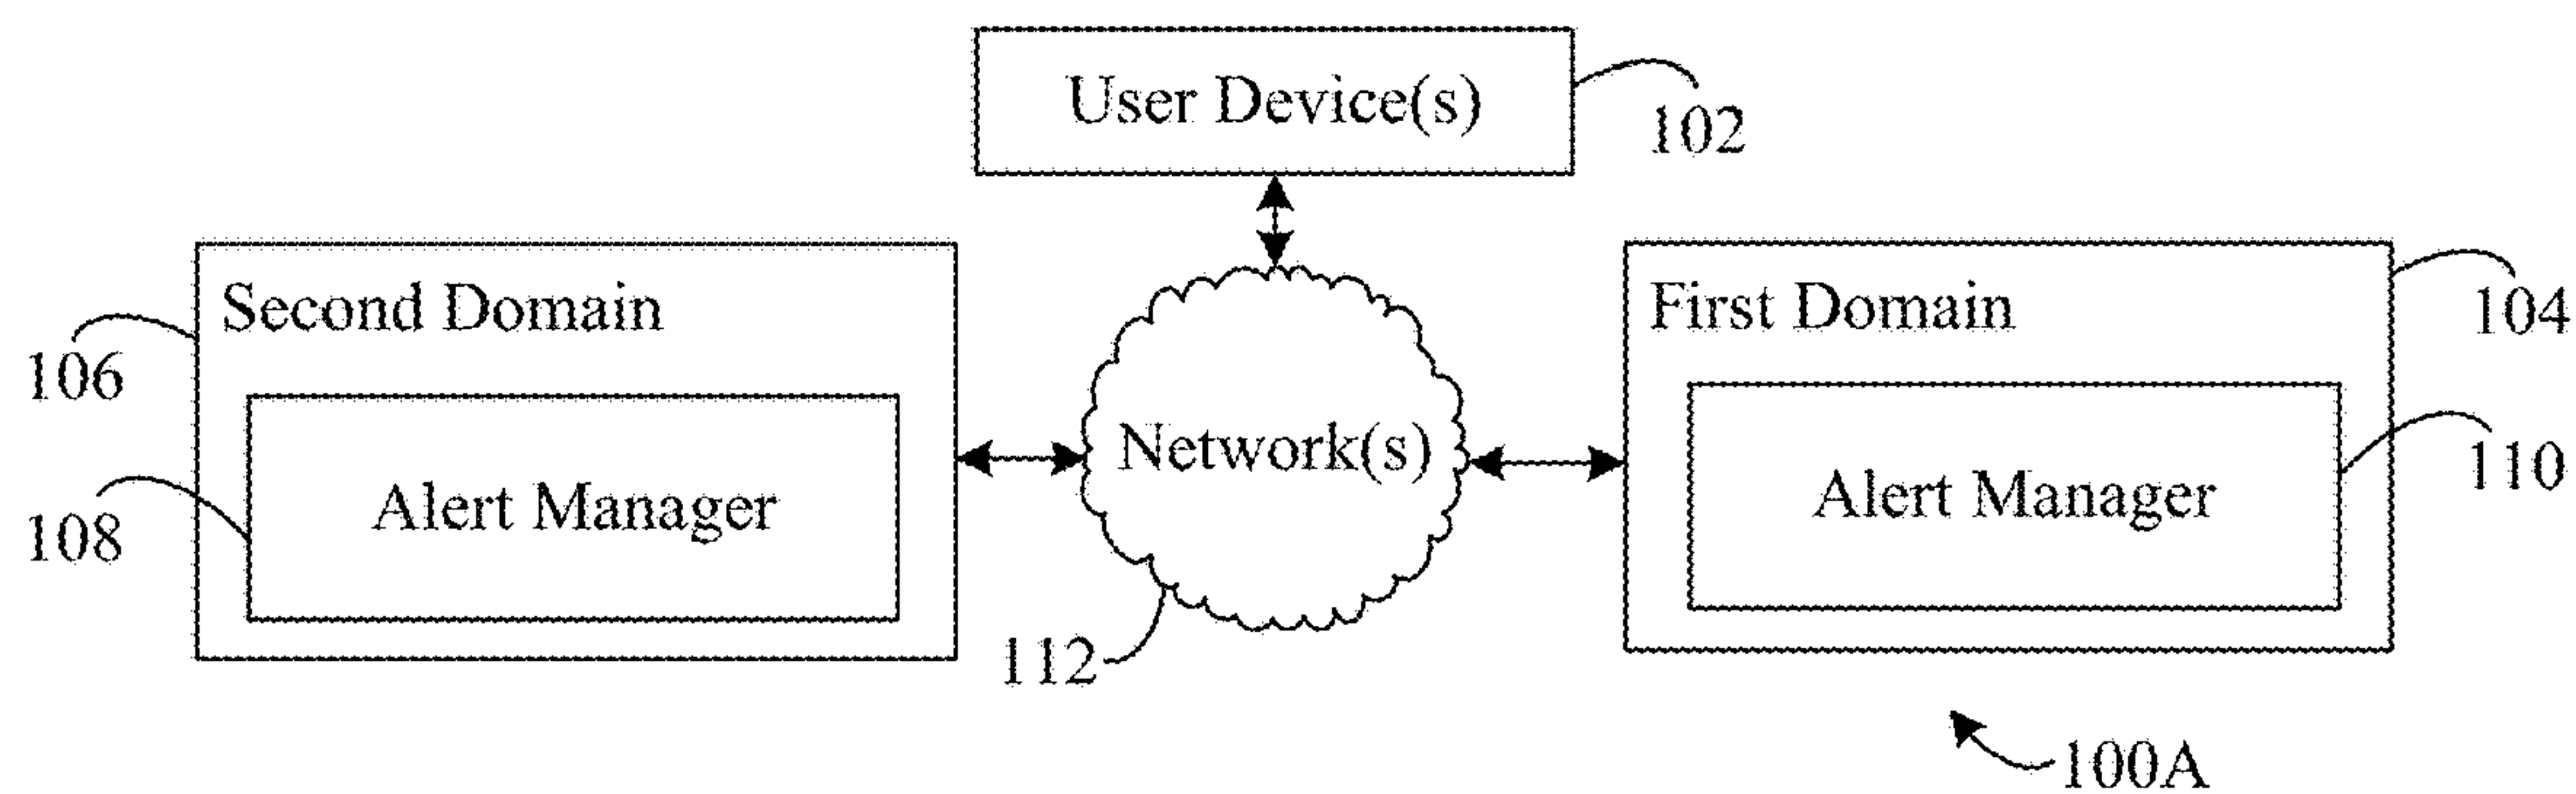 User Device(s)
102
Second Domain
First Domain
104
106
Network(s)
Alert Manager
110
Alert Manager
108
112
100A